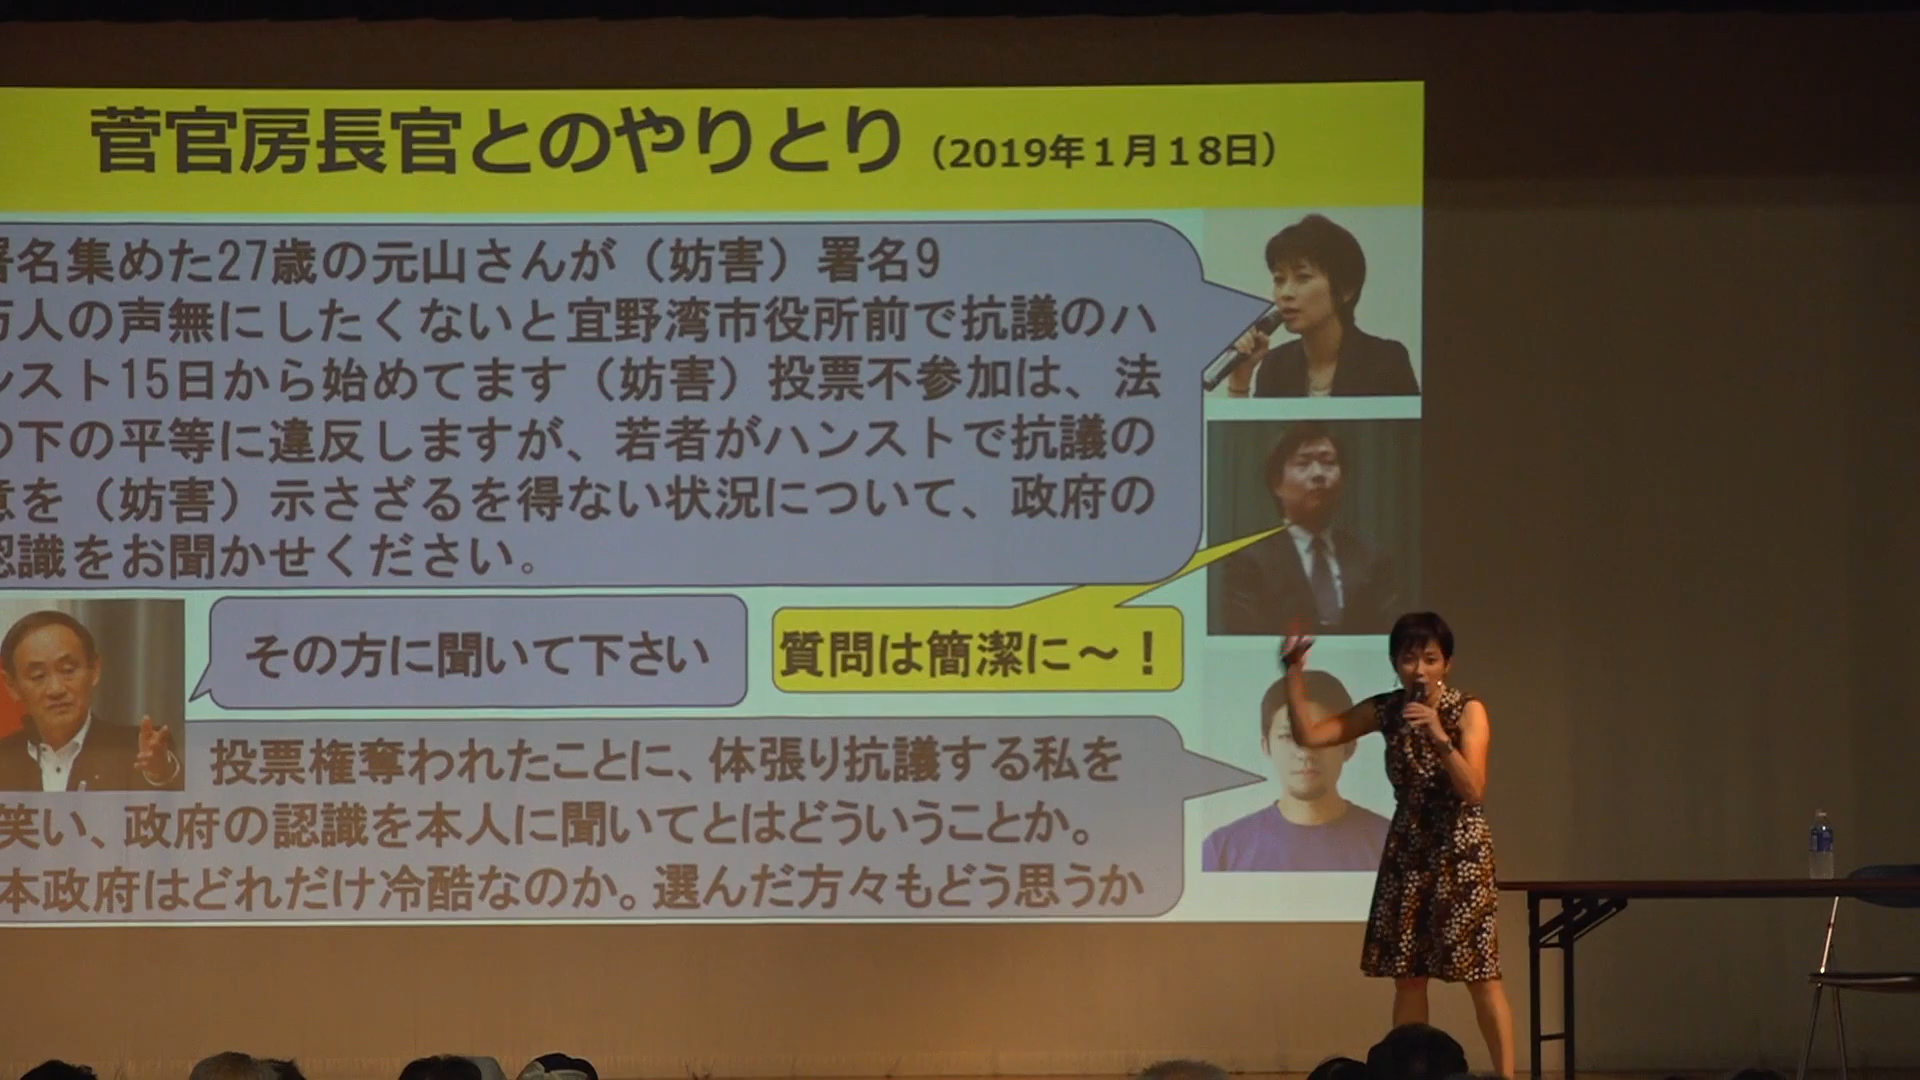 菅官房長官とのやりとり（2019年１月１８日）
署名集めた27歳の元山さんが（妨害）署名9
万人の声無にしたくないと宜野湾市役所前で抗議のハ
ンスト15日から始めてます（妨害）投票不参加は、法
の下の平等に違反しますが、若者がハンストで抗議の
意を（妨害）示さざるを得ない状況について、政府の
認識をお聞かせください。
その方に聞いて下さい
質問は簡潔に～！
投票権奪われたことに、体張り抗議する私を
笑い、政府の認識を本人に聞いてとはどういうことか。
本政府はどれだけ冷酷なのか。選んだ方々もどう思うか